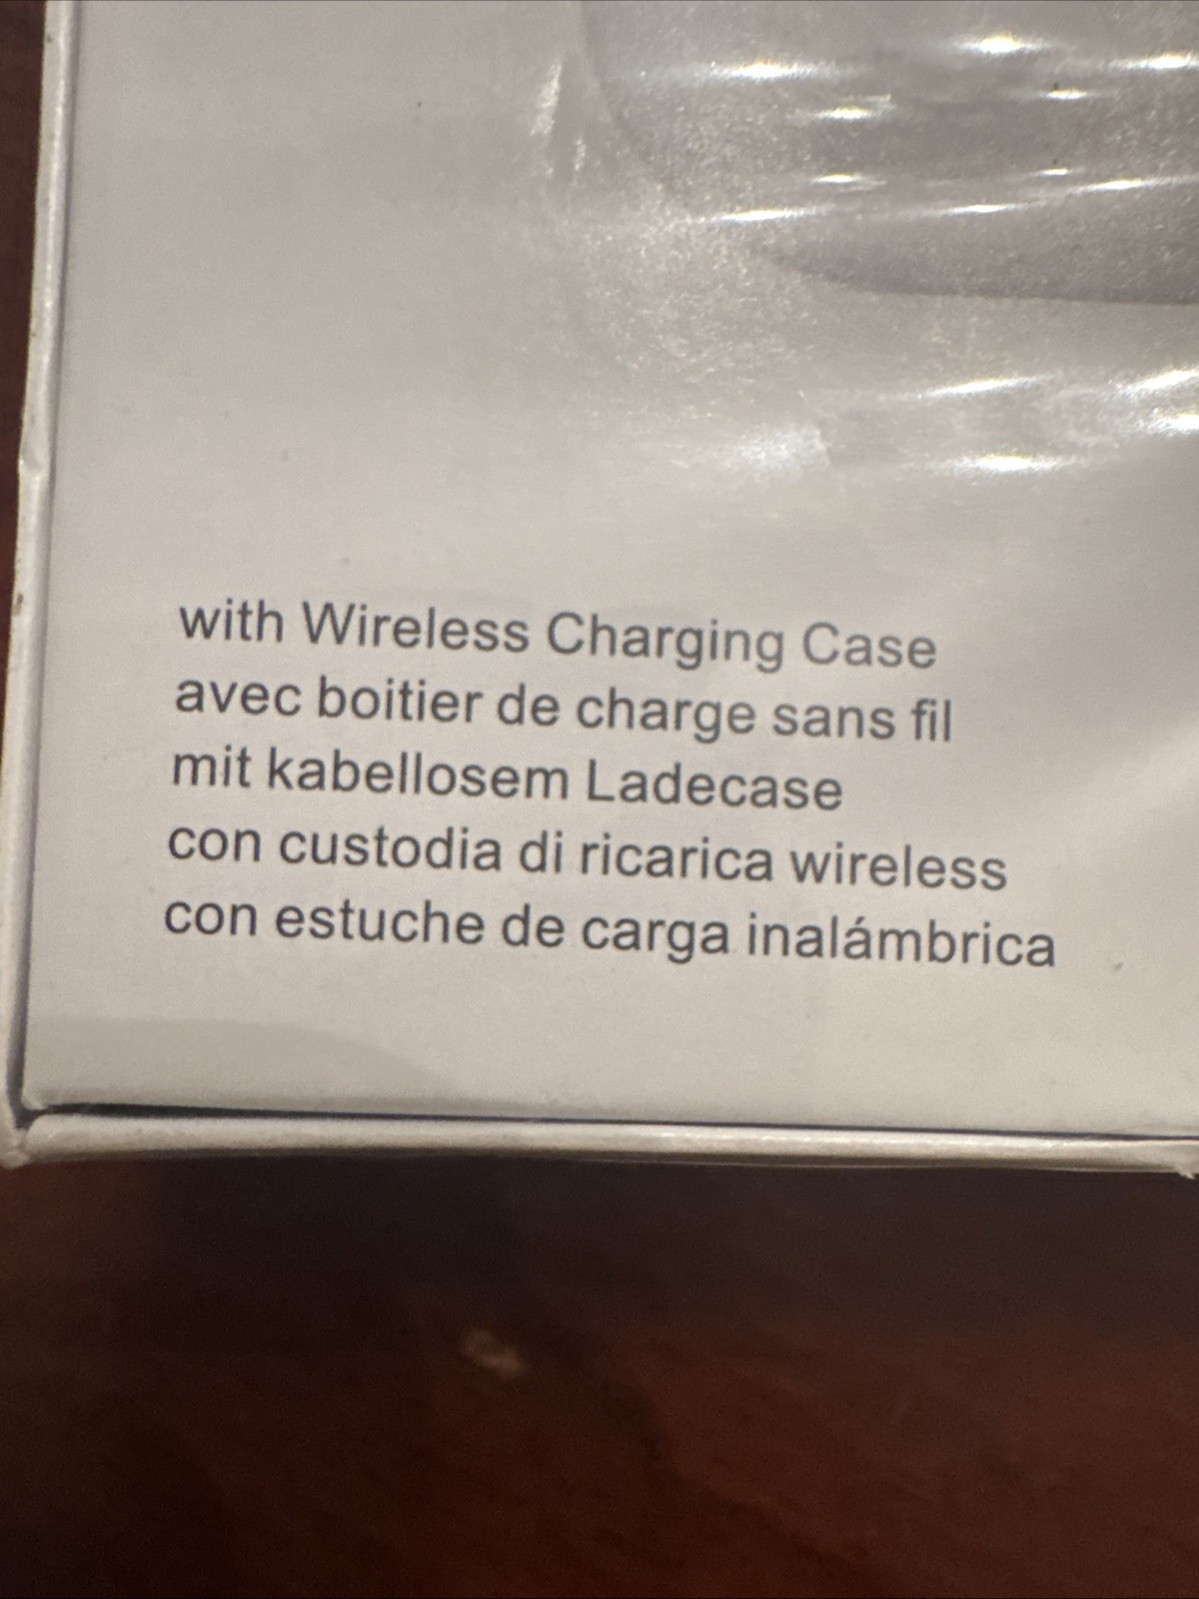 with Wireless Charging Case
avec boitier de charge sans fil
mit kabellosem Ladecase
con custodia di ricarica wireless
con estuche de carga inalámbrica